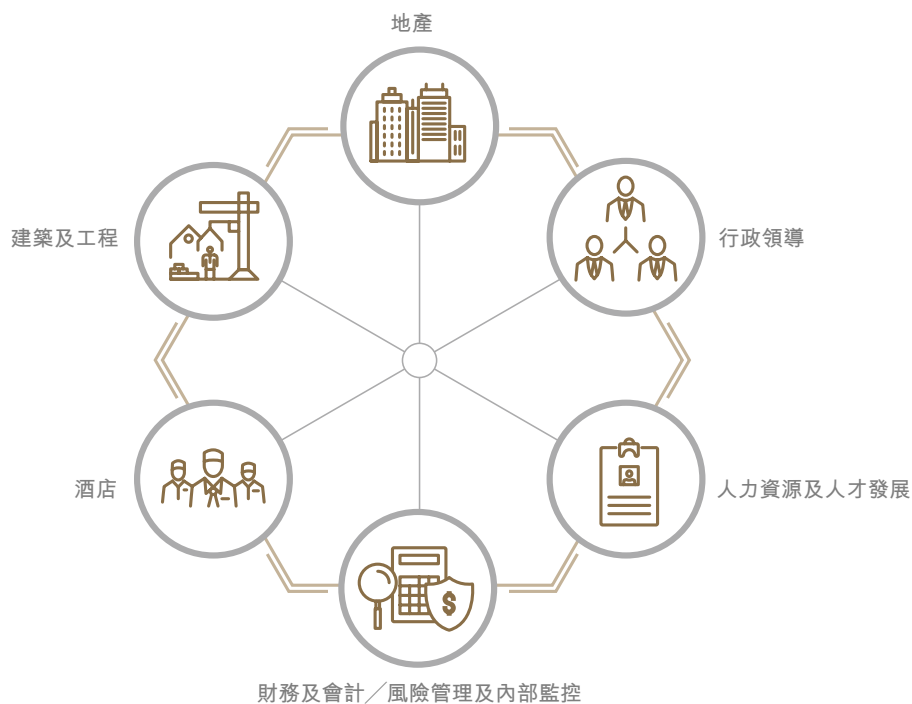 地產
建築及工程
行政領導
酒店
人力資源及人才發展
財務及會計╱風險管理及內部監控
$